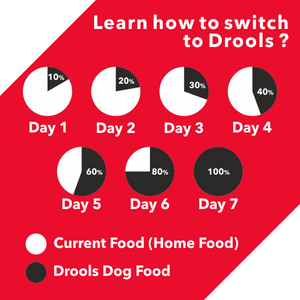 Learn how to switch
to Drools ?
10% 20% 30% 40%
Day 1 Day 2 Day 3 Day 4
60% 80% 100%
Day 5 Day 6 Day 7
Current Food (Home Food)
Drools Dog Food